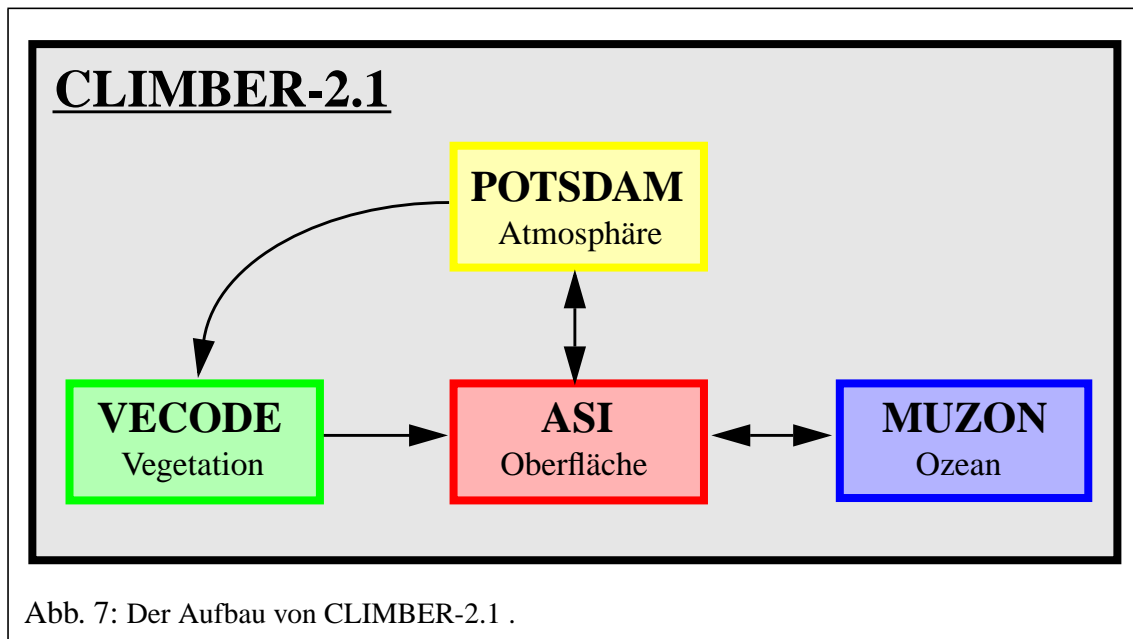 CLIMBER-2.1
POTSDAM
Atmosphäre
VECODE
Vegetation
ASI
Oberfläche
MUZON
Ozean
Abb. 7: Der Aufbau von CLIMBER-2.1 .